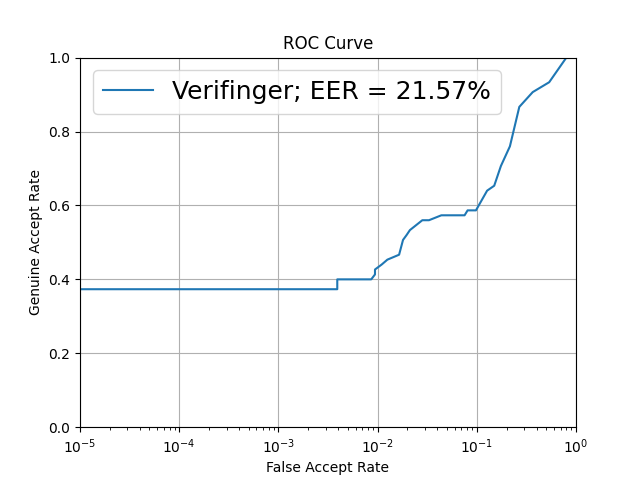 ROC Curve
Verifinger; EER = 21.57%
Genuine Accept Rate
1.0
0.8
0.6
0.4
0.2
0.0
10⁻⁵ 10⁻⁴ 10⁻³ 10⁻² 10⁻¹ 10⁰
False Accept Rate